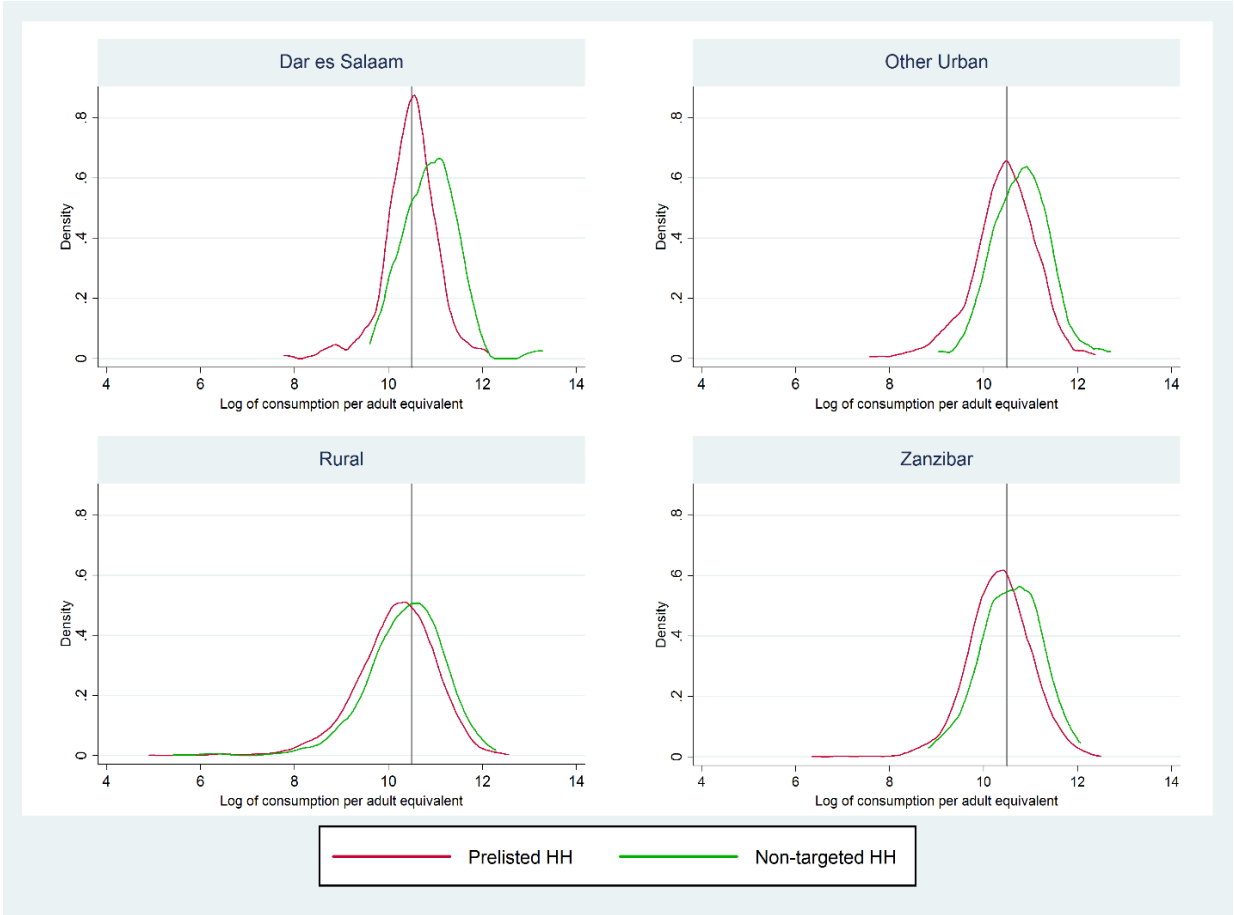 Dar es Salaam
Density
0 .2 .4 .6 .8
4 6 8 10 12 14
Log of consumption per adult equivalent
Other Urban
Density
0 .2 .4 .6 .8
4 6 8 10 12 14
Log of consumption per adult equivalent
Rural
Density
0 .2 .4 .6 .8
4 6 8 10 12 14
Log of consumption per adult equivalent
Zanzibar
Density
0 .2 .4 .6 .8
4 6 8 10 12 14
Log of consumption per adult equivalent
Prelisted HH Non-targeted HH